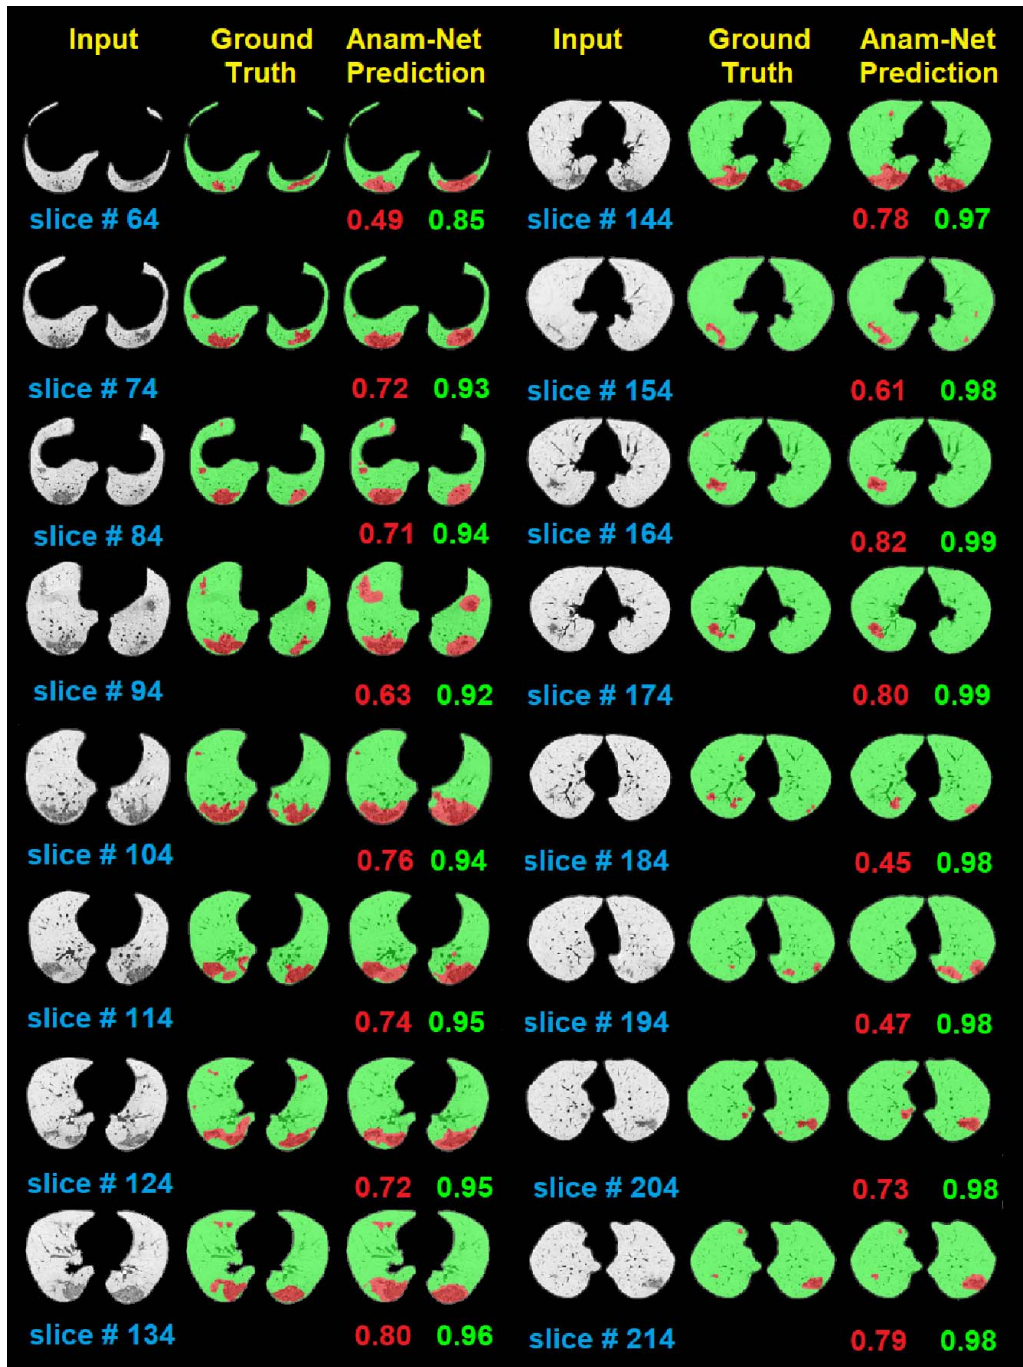 Input Ground Truth Anam-Net Prediction Input Ground Truth Anam-Net Prediction
slice # 64 0.49 0.85 slice # 144 0.78 0.97
slice # 74 0.72 0.93 slice # 154 0.61 0.98
slice # 84 0.71 0.94 slice # 164 0.82 0.99
slice # 94 0.63 0.92 slice # 174 0.80 0.99
slice # 104 0.76 0.94 slice # 184 0.45 0.98
slice # 114 0.74 0.95 slice # 194 0.47 0.98
slice # 124 0.72 0.95 slice # 204 0.73 0.98
slice # 134 0.80 0.96 slice # 214 0.79 0.98